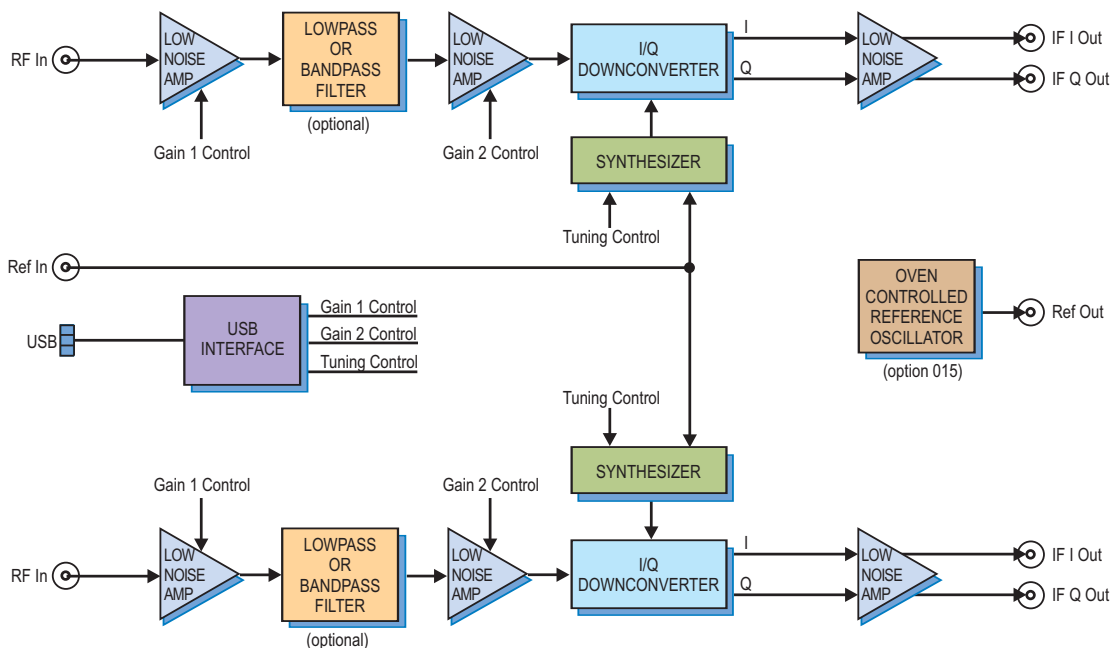 RF In
LOW
NOISE
AMP
Gain 1 Control
LOWPASS
OR
BANDPASS
FILTER
(optional)
LOW
NOISE
AMP
Gain 2 Control
I/Q
DOWNCONVERTER
I
Q
LOW
NOISE
AMP
IF I Out
IF Q Out
SYNTHESIZER
Tuning Control
Ref In
USB
USB
INTERFACE
Gain 1 Control
Gain 2 Control
Tuning Control
OVEN
CONTROLLED
REFERENCE
OSCILLATOR
(option 015)
Ref Out
Tuning Control
SYNTHESIZER
Gain 1 Control
Gain 2 Control
RF In
LOW
NOISE
AMP
LOWPASS
OR
BANDPASS
FILTER
(optional)
LOW
NOISE
AMP
I/Q
DOWNCONVERTER
I
Q
LOW
NOISE
AMP
IF I Out
IF Q Out